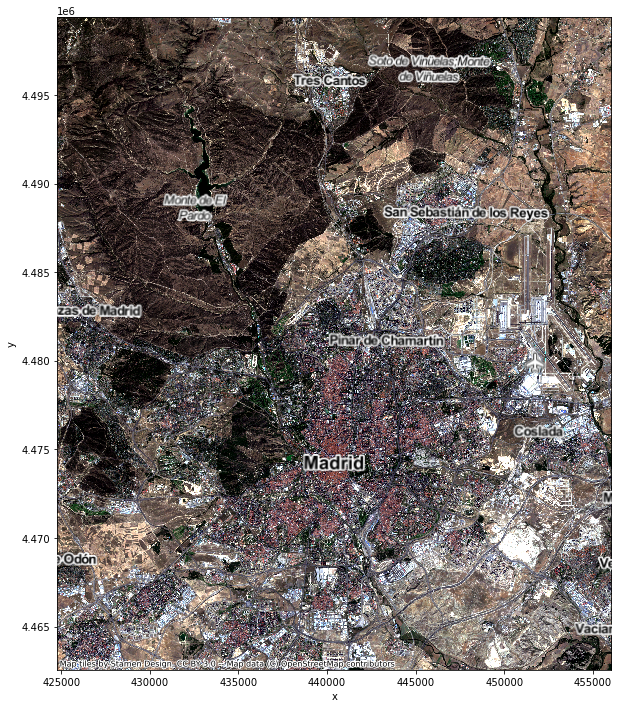 1e6
Soto de Viñuelas;Monte
de Viñuelas
Tres Cantos
4.495
4.490
Monte de El
Pardo
San Sebastián de los Reyes
4.485
zas de Madrid
Pinar de Chamartín
4.480
y
Coslada
4.475
Madrid
M
4.470
e Odón
Ve
4.465
Vaciar
Map tiles by Stamen Design, CC BY 3.0 -- Map data (C) OpenStreetMap contributors
425000 430000 435000 440000 445000 450000 455000
x